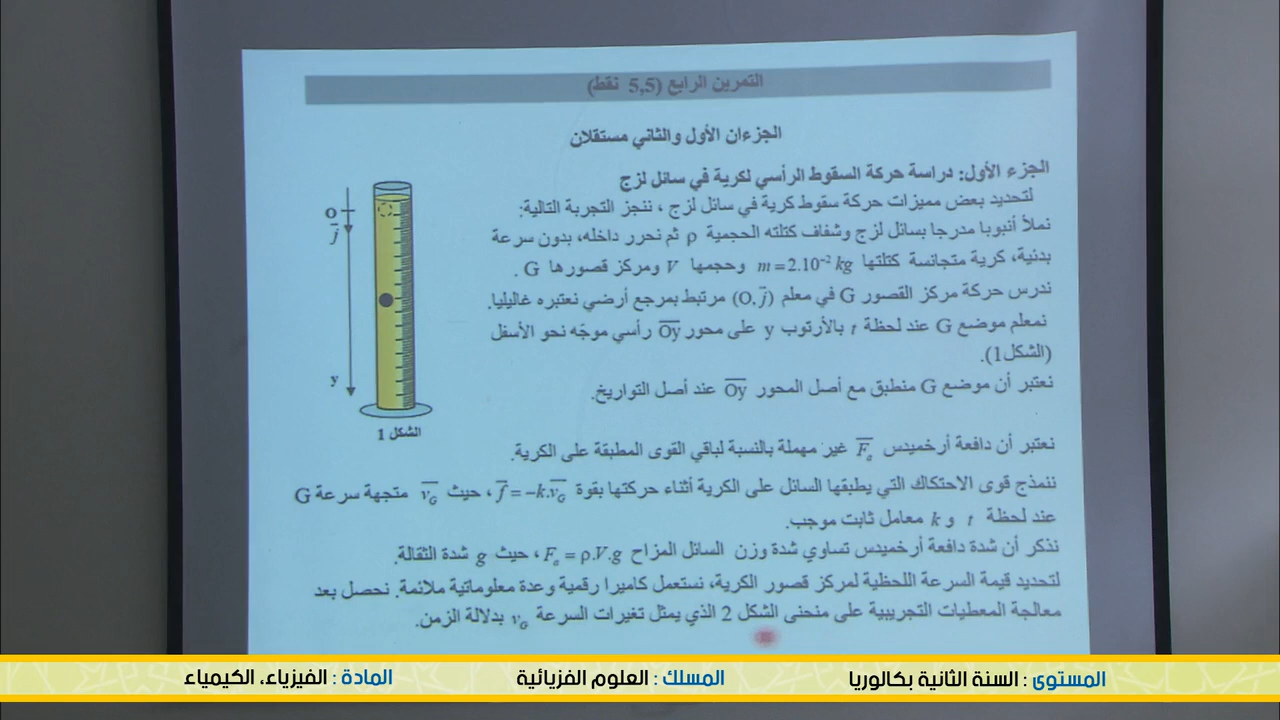 التمرين الرابع (5,5 نقط)
الجزءان الأول والثاني مستقلان
الجزء الأول: دراسة حركة السقوط الرأسي لكرية في سائل لزج
لتحديد بعض مميزات حركة سقوط كرية في سائل لزج ، ننجز التجربة التالية:
نملأ أنبوبا مدرجا بسائل لزج وشفاف كتلته الحجمية ρ ثم نحرر داخله، بدون سرعة
بدئية، كرية متجانسة كتلتها m = 2.10⁻² kg وحجمها V ومركز قصورها G .
ندرس حركة مركز القصور G في معلم (O, j⃗) مرتبط بمرجع أرضي نعتبره غاليليا.
نمعلم موضع G عند لحظة t بالأرتوب y على محور Oy رأسي موجّه نحو الأسفل
(الشكل1).
نعتبر أن موضع G منطبق مع أصل المحور Oy عند أصل التواريخ.
O
j⃗
y
الشكل 1
نعتبر أن دافعة أرخميدس F⃗ₐ غير مهملة بالنسبة لباقي القوى المطبقة على الكرية.
ننمذج قوى الاحتكاك التي يطبقها السائل على الكرية أثناء حركتها بقوة f⃗ = -k.v⃗_G ، حيث v⃗_G متجهة سرعة G
عند لحظة t و k معامل ثابت موجب.
نذكر أن شدة دافعة أرخميدس تساوي شدة وزن السائل المزاح Fₐ = ρ.V.g ، حيث g شدة الثقالة.
لتحديد قيمة السرعة اللحظية لمركز قصور الكرية، نستعمل كاميرا رقمية وعدة معلوماتية ملائمة. نحصل بعد
معالجة المعطيات التجريبية على منحنى الشكل 2 الذي يمثل تغيرات السرعة v_G بدلالة الزمن.
المستوى : السنة الثانية بكالوريا
المسلك : العلوم الفزيائية
المادة : الفيزياء، الكيمياء